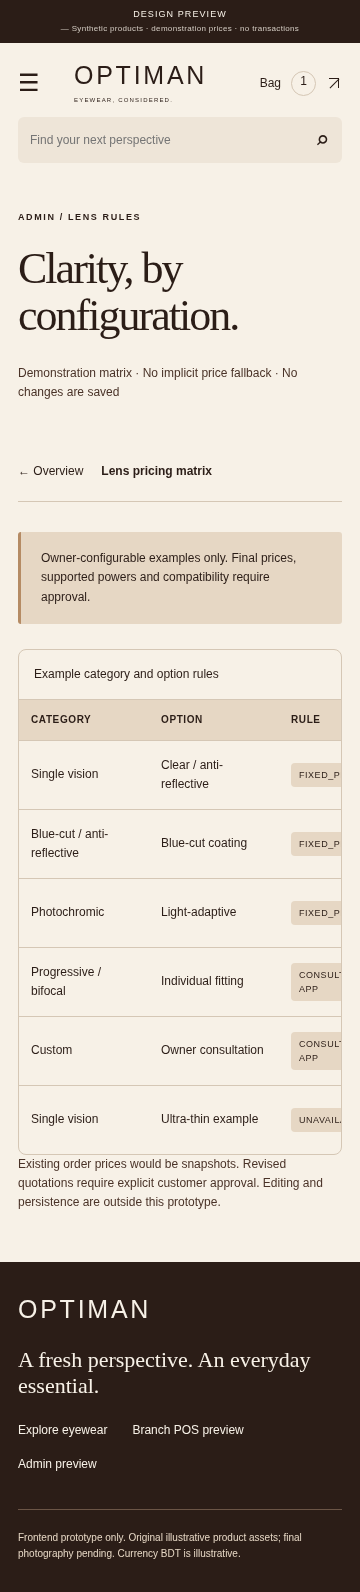 DESIGN PREVIEW
— Synthetic products · demonstration prices · no transactions
OPTIMAN
EYEWEAR, CONSIDERED.
Bag 1
Find your next perspective
ADMIN / LENS RULES
Clarity, by
configuration.
Demonstration matrix · No implicit price fallback · No
changes are saved
← Overview Lens pricing matrix
Owner-configurable examples only. Final prices,
supported powers and compatibility require
approval.
Example category and option rules
CATEGORY OPTION RULE
Single vision Clear / anti-
reflective FIXED_P
Blue-cut / anti-
reflective Blue-cut coating FIXED_P
Photochromic Light-adaptive FIXED_P
Progressive /
bifocal Individual fitting CONSULT
APP
Custom Owner consultation CONSULT
APP
Single vision Ultra-thin example UNAVAIL
Existing order prices would be snapshots. Revised
quotations require explicit customer approval. Editing and
persistence are outside this prototype.
OPTIMAN
A fresh perspective. An everyday
essential.
Explore eyewear Branch POS preview
Admin preview
Frontend prototype only. Original illustrative product assets; final
photography pending. Currency BDT is illustrative.